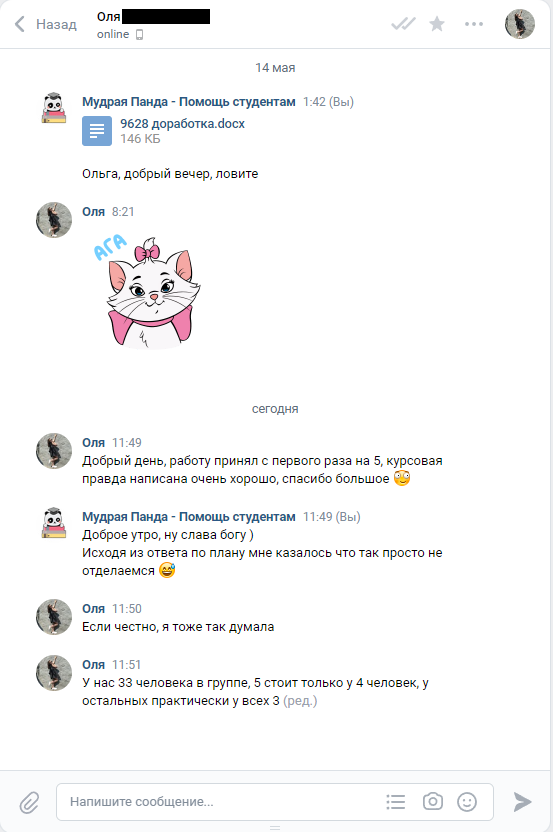 Назад
Оля
online
14 мая
Мудрая Панда - Помощь студентам 1:42 (Вы)
9628 доработка.docx
146 КБ
Ольга, добрый вечер, ловите
Оля 8:21
АГА
сегодня
Оля 11:49
Добрый день, работу принял с первого раза на 5, курсовая
правда написана очень хорошо, спасибо большое 😳
Мудрая Панда - Помощь студентам 11:49 (Вы)
Доброе утро, ну слава богу )
Исходя из ответа по плану мне казалось что так просто не
отделаемся 😅
Оля 11:50
Если честно, я тоже так думала
Оля 11:51
У нас 33 человека в группе, 5 стоит только у 4 человек, у
остальных практически у всех 3 (ред.)
Напишите сообщение...